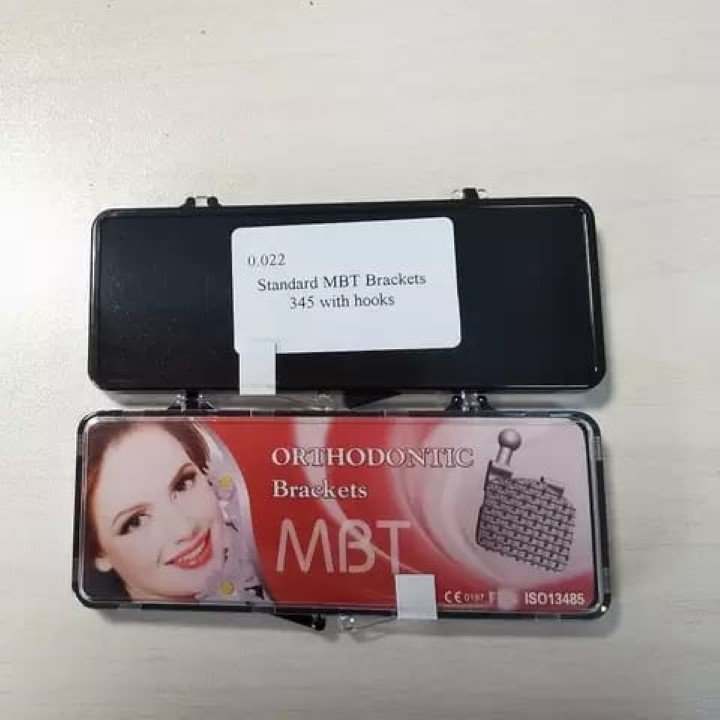 0.022
Standard MBT Brackets
345 with hooks
ORTHODONTIC
Brackets
MBT
CE 0197 ISO13485